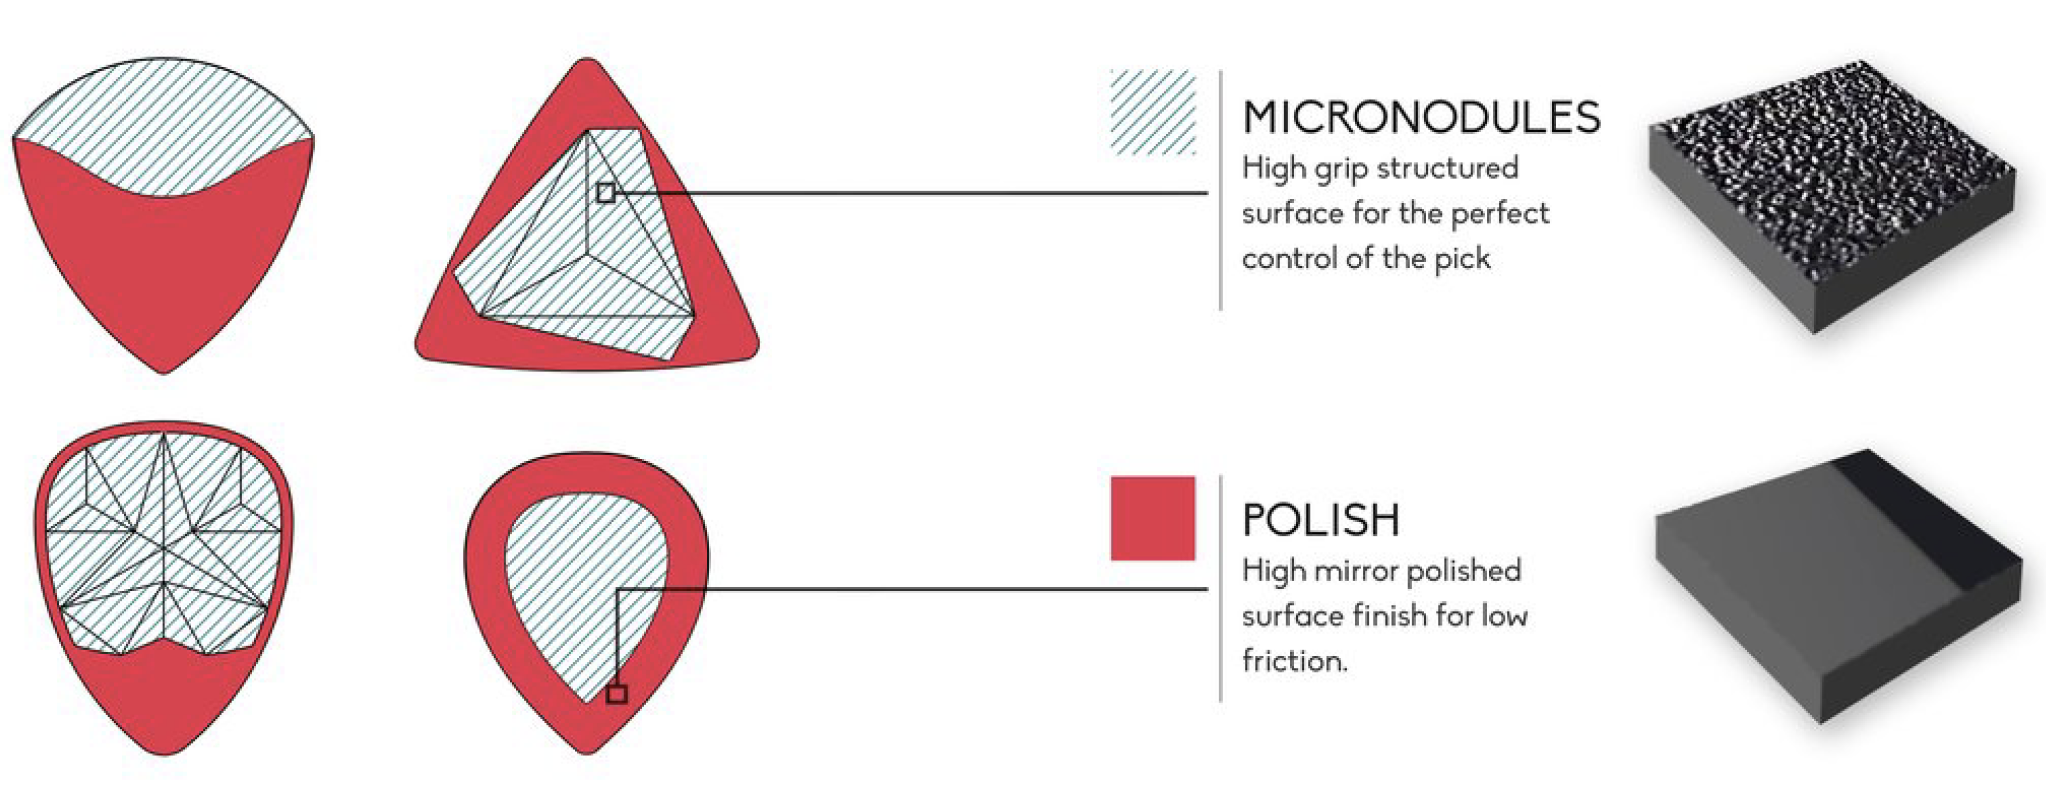 MICRONODULES
High grip structured
surface for the perfect
control of the pick
POLISH
High mirror polished
surface finish for low
friction.